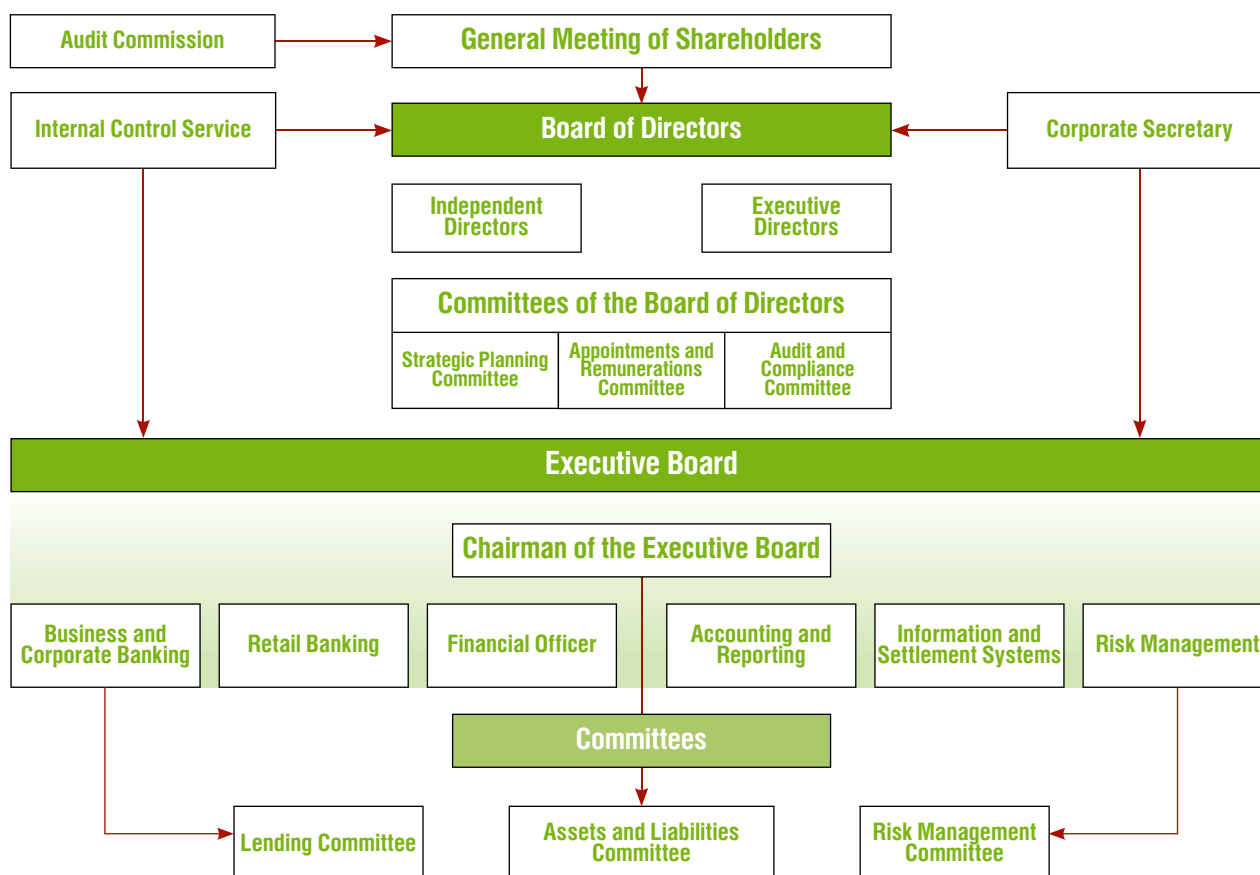 Audit Commission
General Meeting of Shareholders
Internal Control Service
Board of Directors
Corporate Secretary
Independent
Directors
Executive
Directors
Committees of the Board of Directors
Strategic Planning
Committee
Appointments and
Remunerations
Committee
Audit and
Compliance
Committee
Executive Board
Chairman of the Executive Board
Business and
Corporate Banking
Retail Banking
Financial Officer
Accounting and
Reporting
Information and
Settlement Systems
Risk Management
Committees
Lending Committee
Assets and Liabilities
Committee
Risk Management
Committee